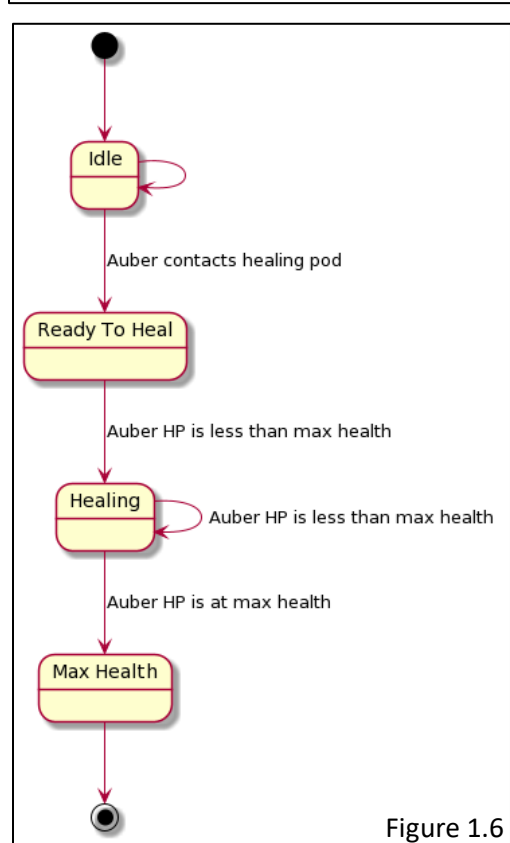 Idle
Auber contacts healing pod
Ready To Heal
Auber HP is less than max health
Healing
Auber HP is less than max health
Auber HP is at max health
Max Health
Figure 1.6